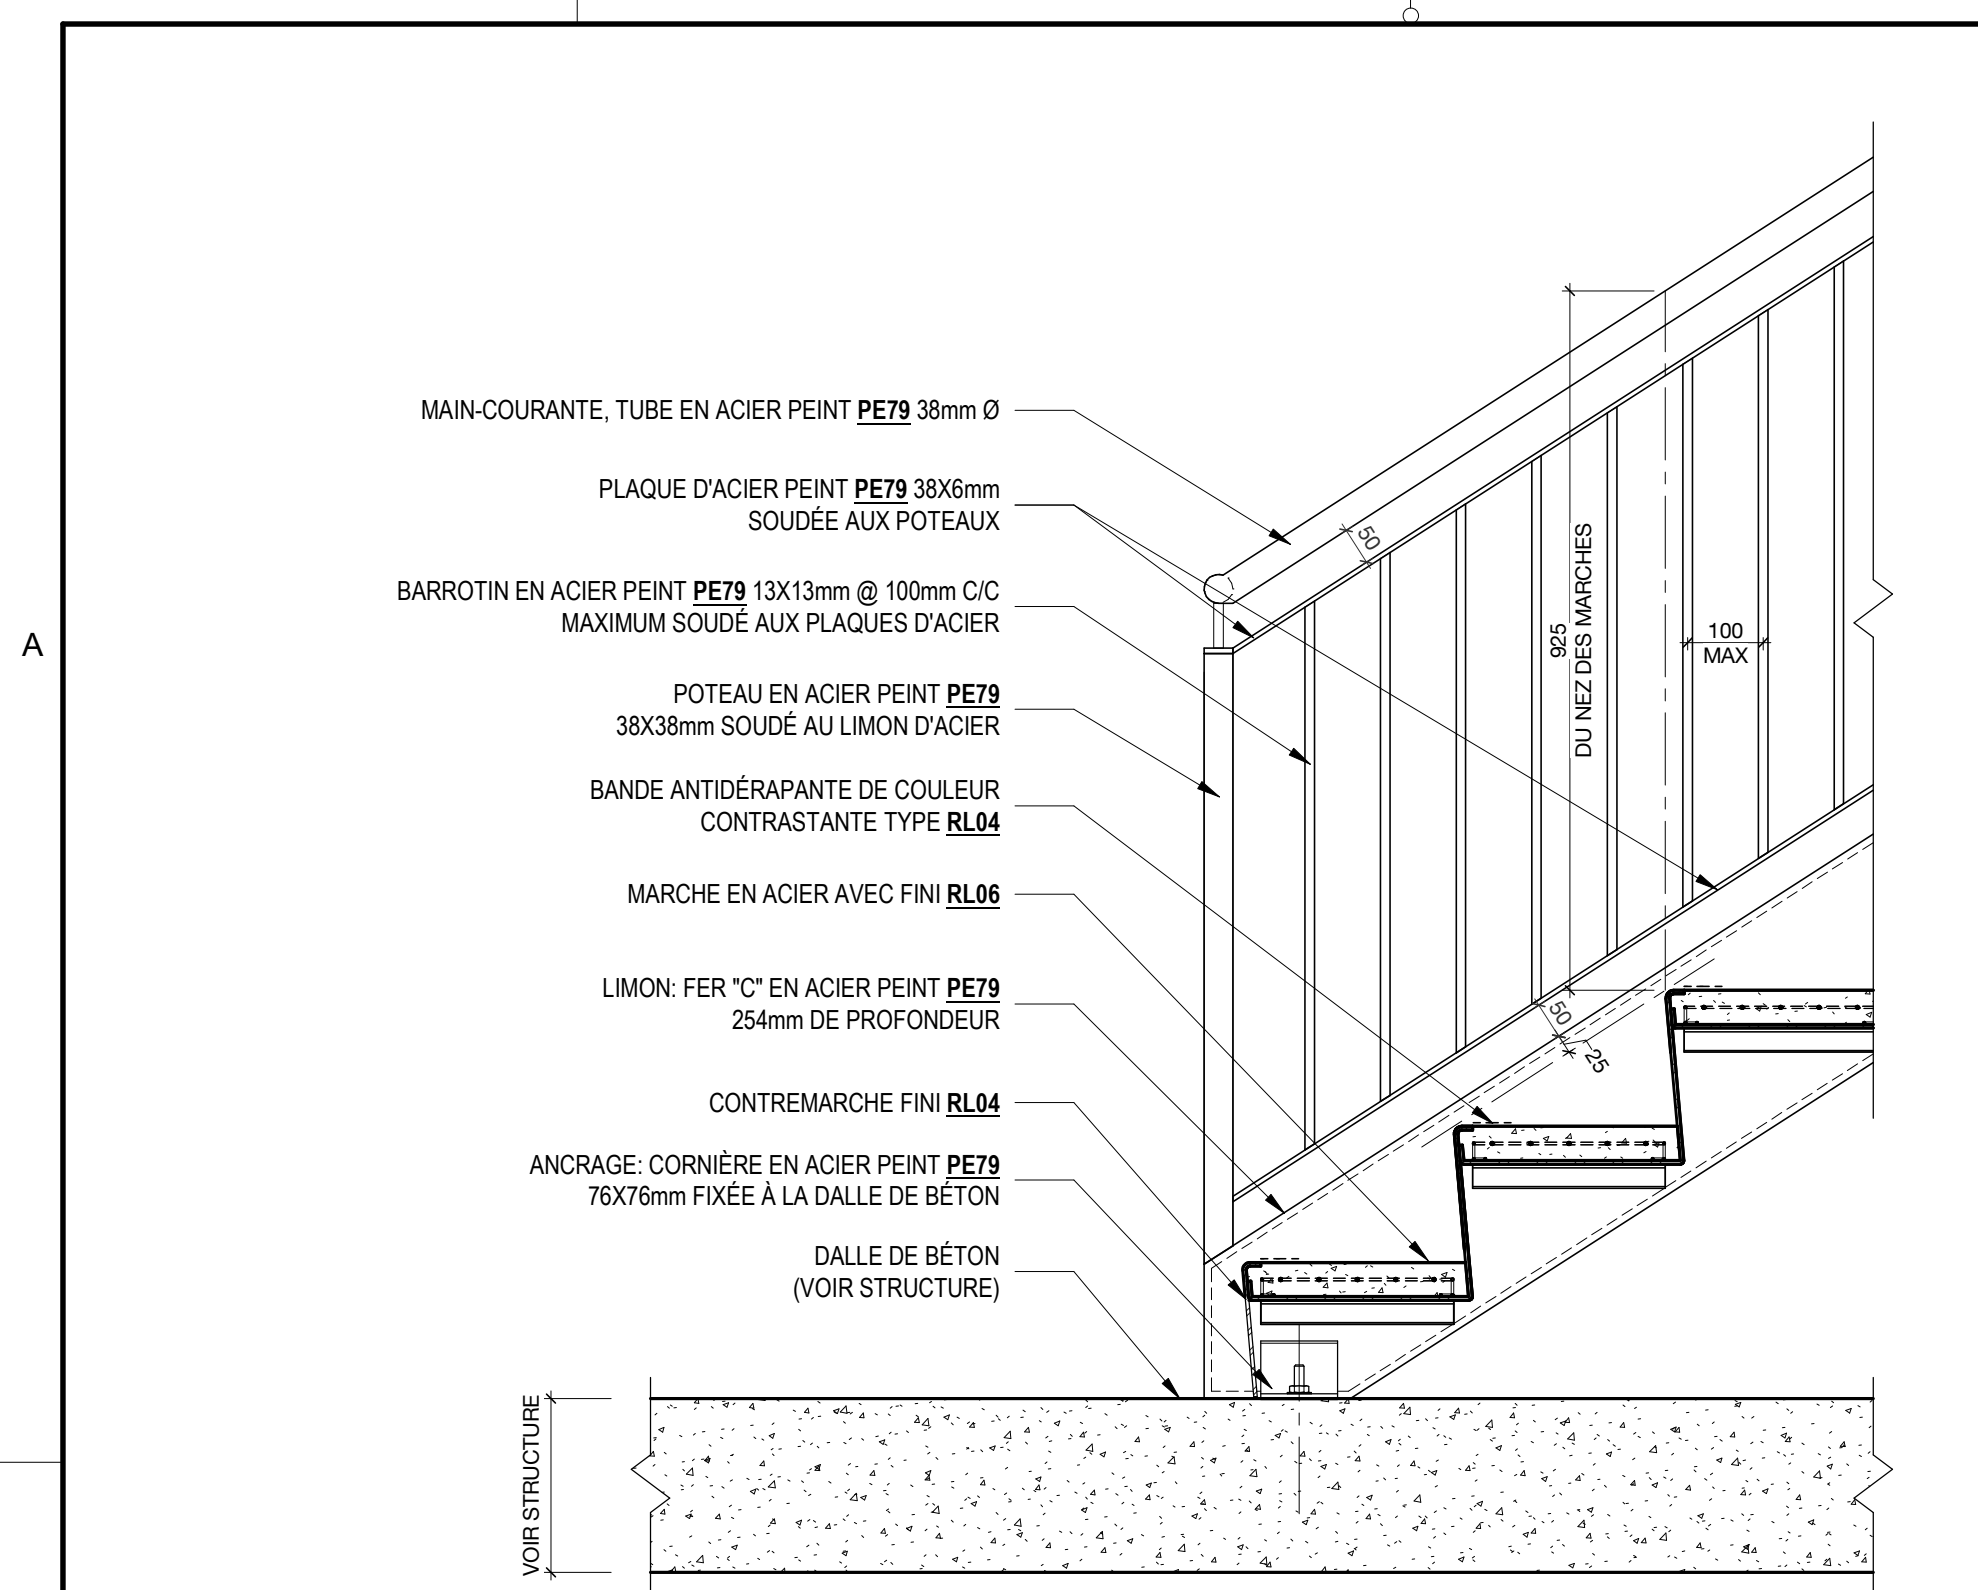 MAIN-COURANTE, TUBE EN ACIER PEINT PE79 38mm Ø
PLAQUE D'ACIER PEINT PE79 38X6mm
SOUDÉE AUX POTEAUX
BARROTIN EN ACIER PEINT PE79 13X13mm @ 100mm C/C
MAXIMUM SOUDÉ AUX PLAQUES D'ACIER
A
POTEAU EN ACIER PEINT PE79
38X38mm SOUDÉ AU LIMON D'ACIER
BANDE ANTIDÉRAPANTE DE COULEUR
CONTRASTANTE TYPE RL04
MARCHE EN ACIER AVEC FINI RL06
LIMON: FER "C" EN ACIER PEINT PE79
254mm DE PROFONDEUR
CONTREMARCHE FINI RL04
ANCRAGE: CORNIÈRE EN ACIER PEINT PE79
76X76mm FIXÉE À LA DALLE DE BÉTON
DALLE DE BÉTON
(VOIR STRUCTURE)
VOIR STRUCTURE
50
925
DU NEZ DES MARCHES
100
MAX
50
25